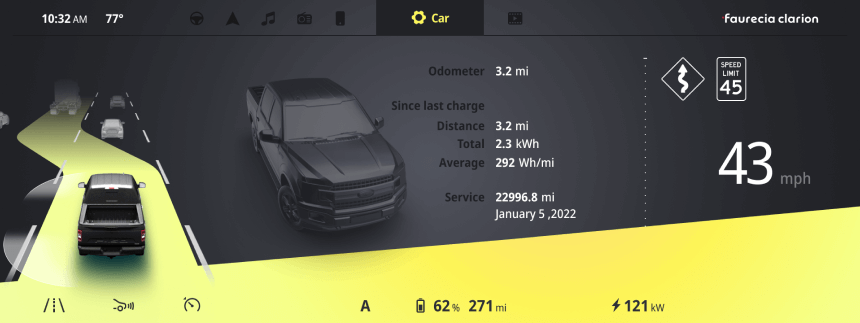 10:32 AM 77° Car faurecia clarion
Odometer 3.2 mi
SPEED
LIMIT
45
Since last charge
Distance 3.2 mi
Total 2.3 kWh
Average 292 Wh/mi
43 mph
Service 22996.8 mi
January 5 ,2022
A 62% 271 mi 121 kW